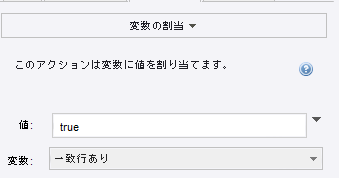 変数の割当
このアクションは変数に値を割り当てます。
値:
true
変数:
一致行あり